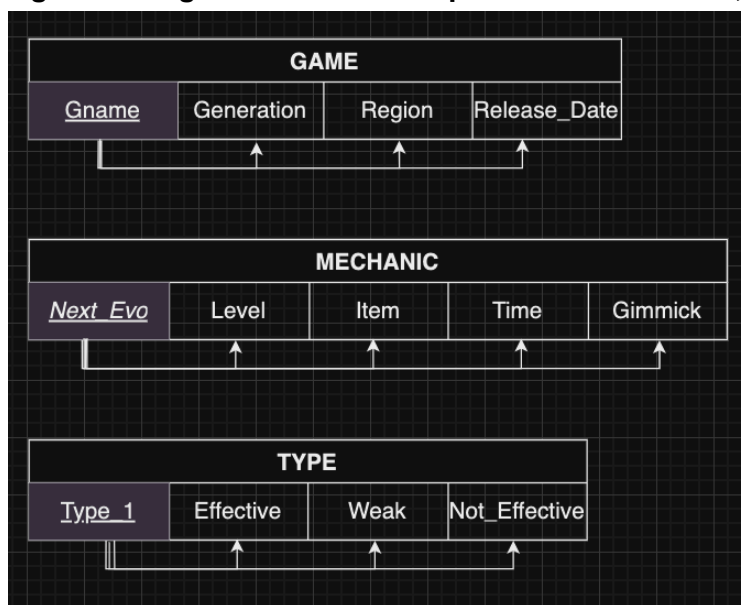 GAME
Gname Generation Region Release_Date
MECHANIC
Next_Evo Level Item Time Gimmick
TYPE
Type_1 Effective Weak Not_Effective